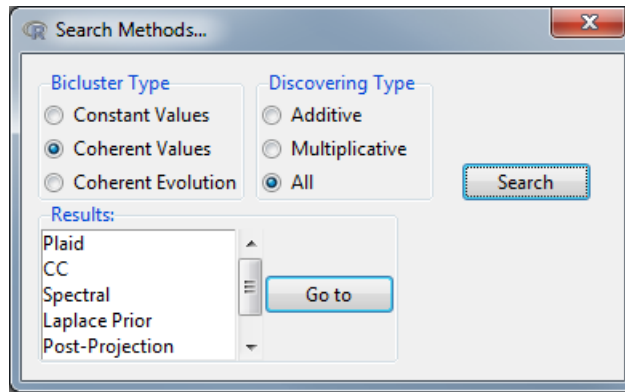 Search Methods...
Bicluster Type
Constant Values
Coherent Values
Coherent Evolution
Discovering Type
Additive
Multiplicative
All
Search
Results:
Plaid
CC
Spectral
Laplace Prior
Post-Projection
Go to